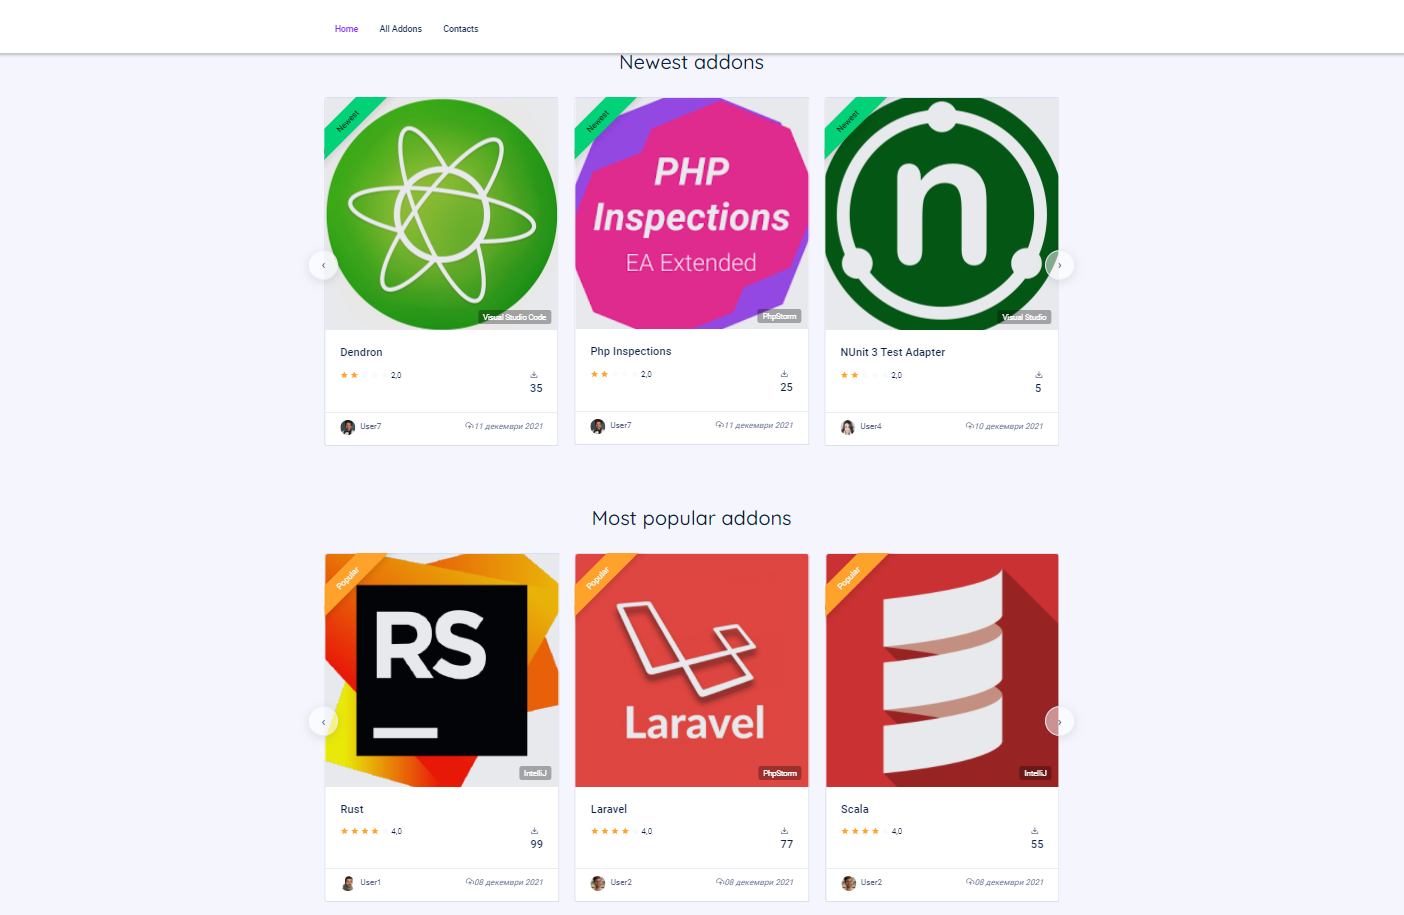 Home All Addons Contacts
Newest addons
Newest
Newest
Newest
PHP
Inspections
EA Extended
n
Visual Studio Code
PhpStorm
Visual Studio
‹
›
Dendron
2,0
35
User7 11 декември 2021
Php Inspections
2,0
25
User7 11 декември 2021
NUnit 3 Test Adapter
2,0
5
User4 10 декември 2021
Most popular addons
Popular
Popular
Popular
RS
Laravel
IntelliJ
PhpStorm
IntelliJ
‹
›
Rust
4,0
99
User1 08 декември 2021
Laravel
4,0
77
User2 08 декември 2021
Scala
4,0
55
User2 08 декември 2021